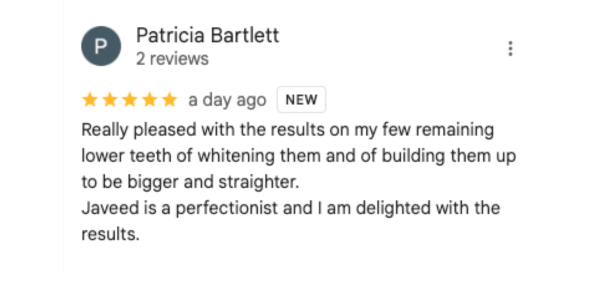 P
Patricia Bartlett
2 reviews
a day ago NEW
Really pleased with the results on my few remaining
lower teeth of whitening them and of building them up
to be bigger and straighter.
Javeed is a perfectionist and I am delighted with the
results.